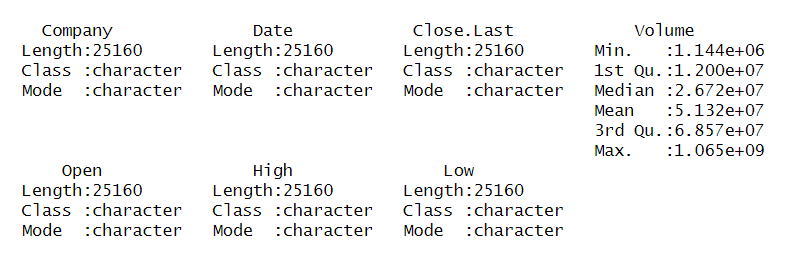 Company Date Close.Last Volume
Length:25160 Length:25160 Length:25160 Min. :1.144e+06
Class :character Class :character Class :character 1st Qu.:1.200e+07
Mode :character Mode :character Mode :character Median :2.672e+07
Mean :5.132e+07
3rd Qu.:6.857e+07
Max. :1.065e+09
Open High Low
Length:25160 Length:25160 Length:25160
Class :character Class :character Class :character
Mode :character Mode :character Mode :character